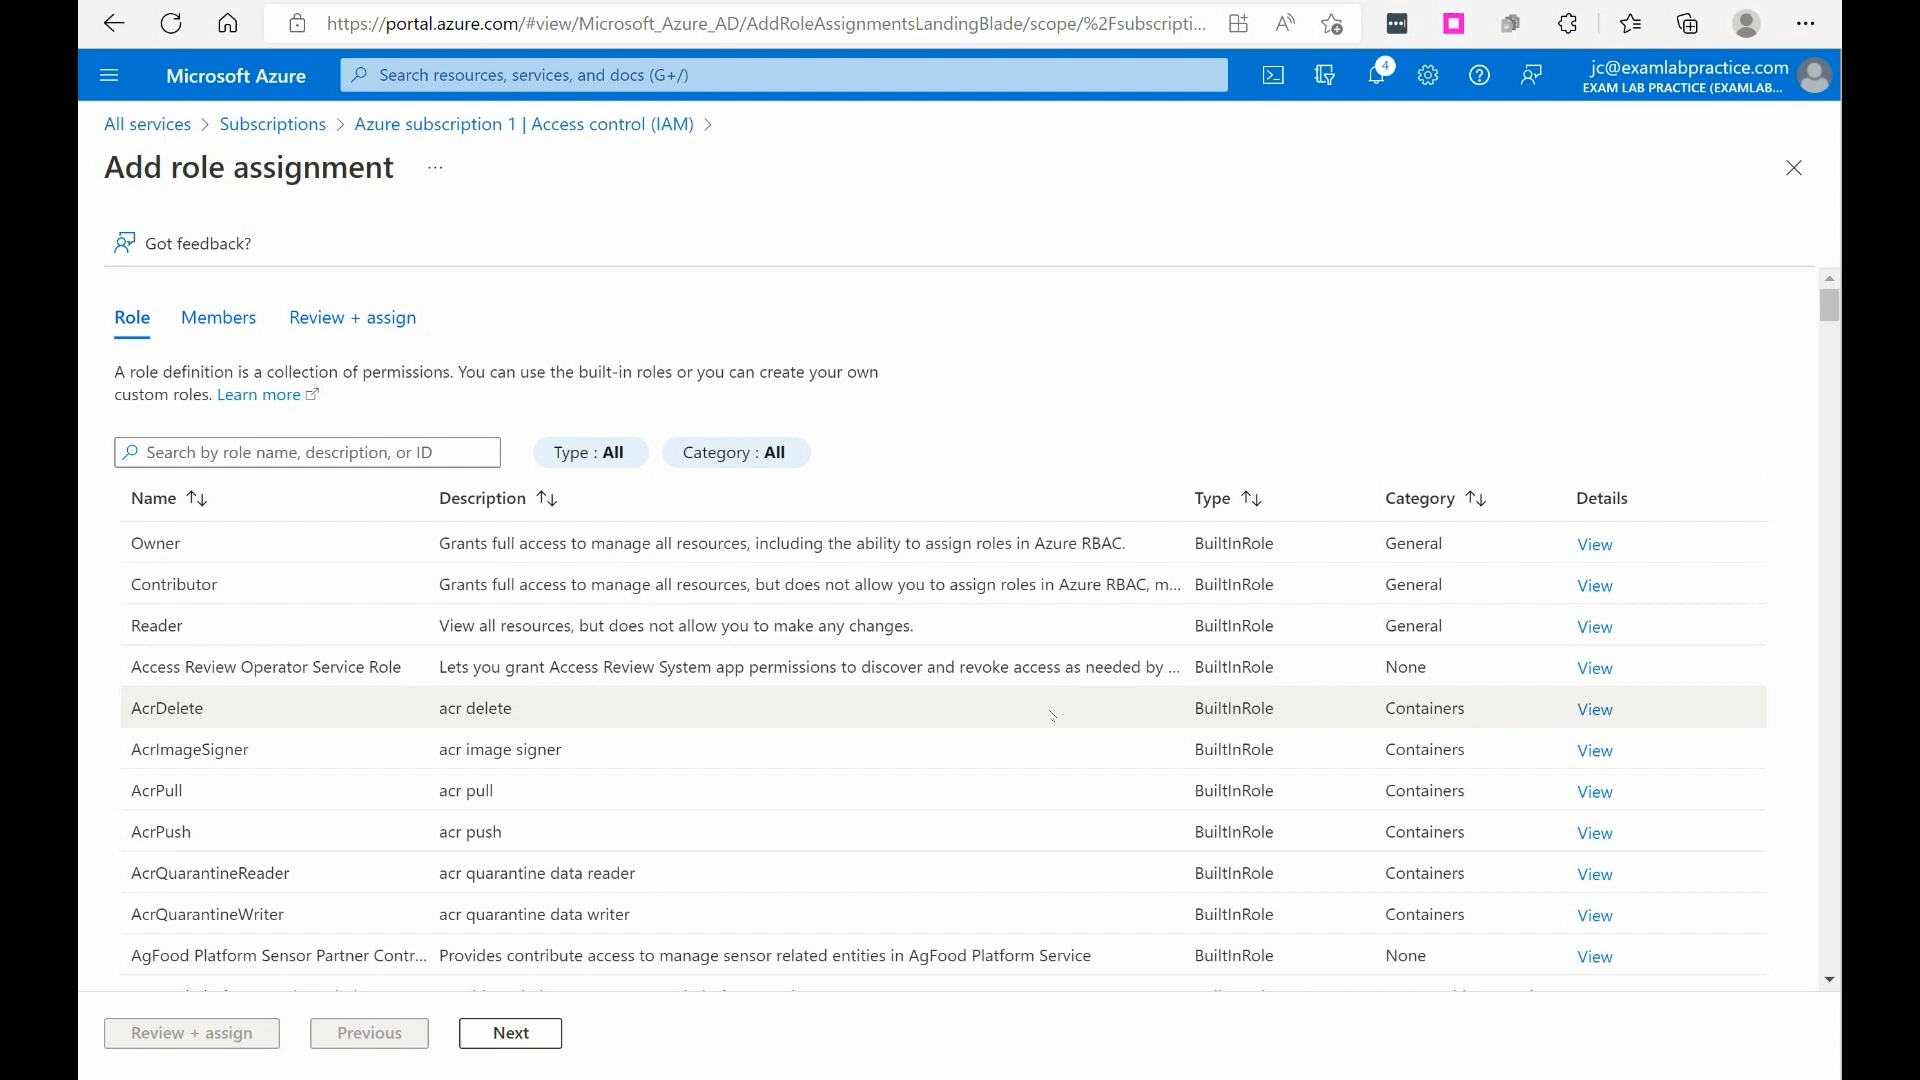 https://portal.azure.com/#view/Microsoft_Azure_AD/AddRoleAssignmentsLandingBlade/scope/%2Fsubscripti...
Microsoft Azure
Search resources, services, and docs (G+/)
4
jc@examlabpractice.com
EXAM LAB PRACTICE (EXAMLAB...
All services > Subscriptions > Azure subscription 1 | Access control (IAM) >
Add role assignment ...
Got feedback?
Role Members Review + assign
A role definition is a collection of permissions. You can use the built-in roles or you can create your own
custom roles. Learn more
Search by role name, description, or ID Type : All Category : All
Name Description Type Category Details
Owner Grants full access to manage all resources, including the ability to assign roles in Azure RBAC. BuiltInRole General View
Contributor Grants full access to manage all resources, but does not allow you to assign roles in Azure RBAC, m... BuiltInRole General View
Reader View all resources, but does not allow you to make any changes. BuiltInRole General View
Access Review Operator Service Role Lets you grant Access Review System app permissions to discover and revoke access as needed by ... BuiltInRole None View
AcrDelete acr delete BuiltInRole Containers View
AcrImageSigner acr image signer BuiltInRole Containers View
AcrPull acr pull BuiltInRole Containers View
AcrPush acr push BuiltInRole Containers View
AcrQuarantineReader acr quarantine data reader BuiltInRole Containers View
AcrQuarantineWriter acr quarantine data writer BuiltInRole Containers View
AgFood Platform Sensor Partner Contr... Provides contribute access to manage sensor related entities in AgFood Platform Service BuiltInRole None View
Review + assign Previous Next